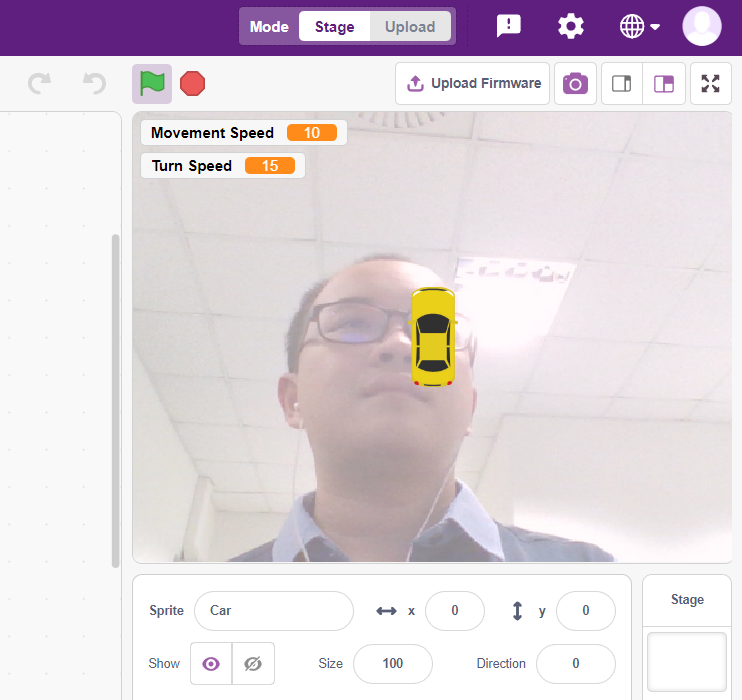 Mode Stage Upload
Upload Firmware
Movement Speed 10
Turn Speed 15
Sprite Car x 0 y 0
Stage
Show Size 100 Direction 0